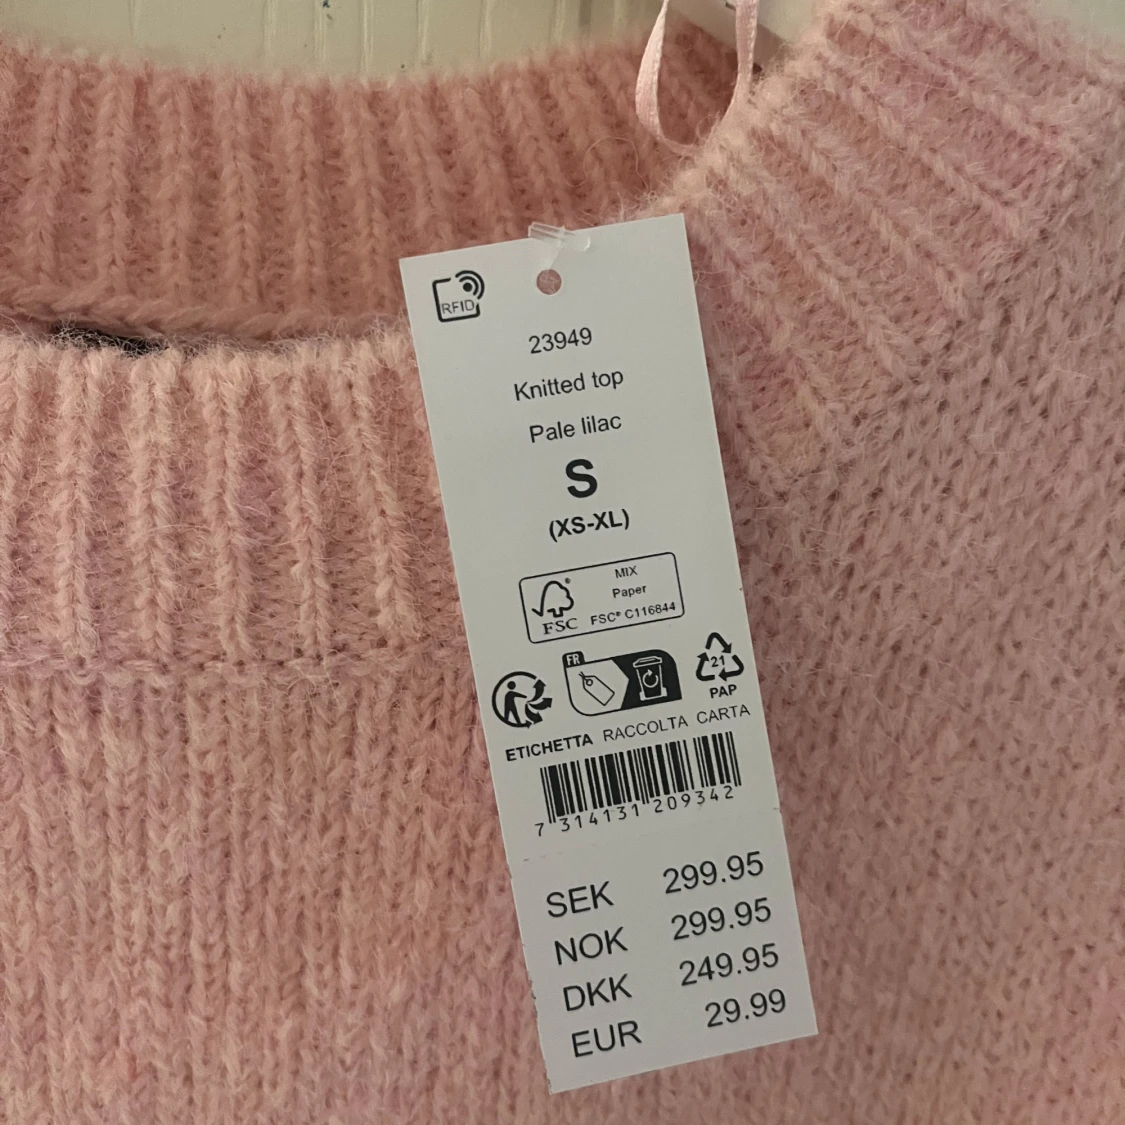 RFID
23949
Knitted top
Pale lilac
S
(XS-XL)
MIX
Paper
FSC® C116844
FSC
FR
21
PAP
ETICHETTA RACCOLTA CARTA
7 314131 209342
SEK 299.95
NOK 299.95
DKK 249.95
EUR 29.99